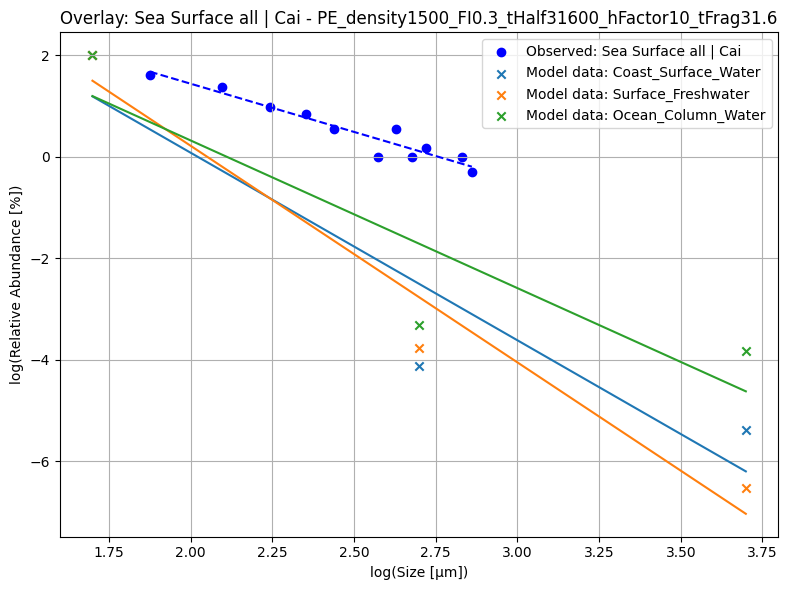 Overlay: Sea Surface all | Cai - PE_density1500_FI0.3_tHalf31600_hFactor10_tFrag31.6
Observed: Sea Surface all | Cai
Model data: Coast_Surface_Water
Model data: Surface_Freshwater
Model data: Ocean_Column_Water
log(Relative Abundance [%])
2
0
−2
−4
−6
1.75
2.00
2.25
2.50
2.75
3.00
3.25
3.50
3.75
log(Size [μm])